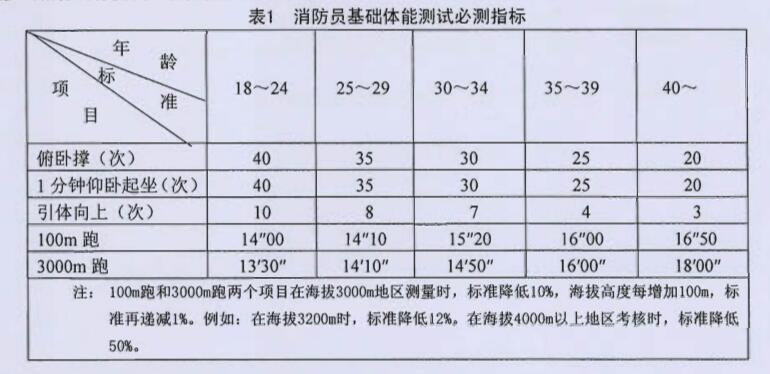 表1 消防员基础体能测试必测指标
年龄 标准 项目 18～24 25～29 30～34 35～39 40～
俯卧撑（次） 40 35 30 25 20
1分钟仰卧起坐（次） 40 35 30 25 20
引体向上（次） 10 8 7 4 3
100m 跑 14"00 14"10 15"20 16"00 16"50
3000m 跑 13'30" 14'10" 14'50" 16'00" 18'00"
注： 100m跑和3000m跑两个项目在海拔3000m地区测量时，标准降低10%，海拔高度每增加100m，标
准再递减1%。例如：在海拔3200m时，标准降低12%。在海拔4000m以上地区考核时，标准降低
50%。